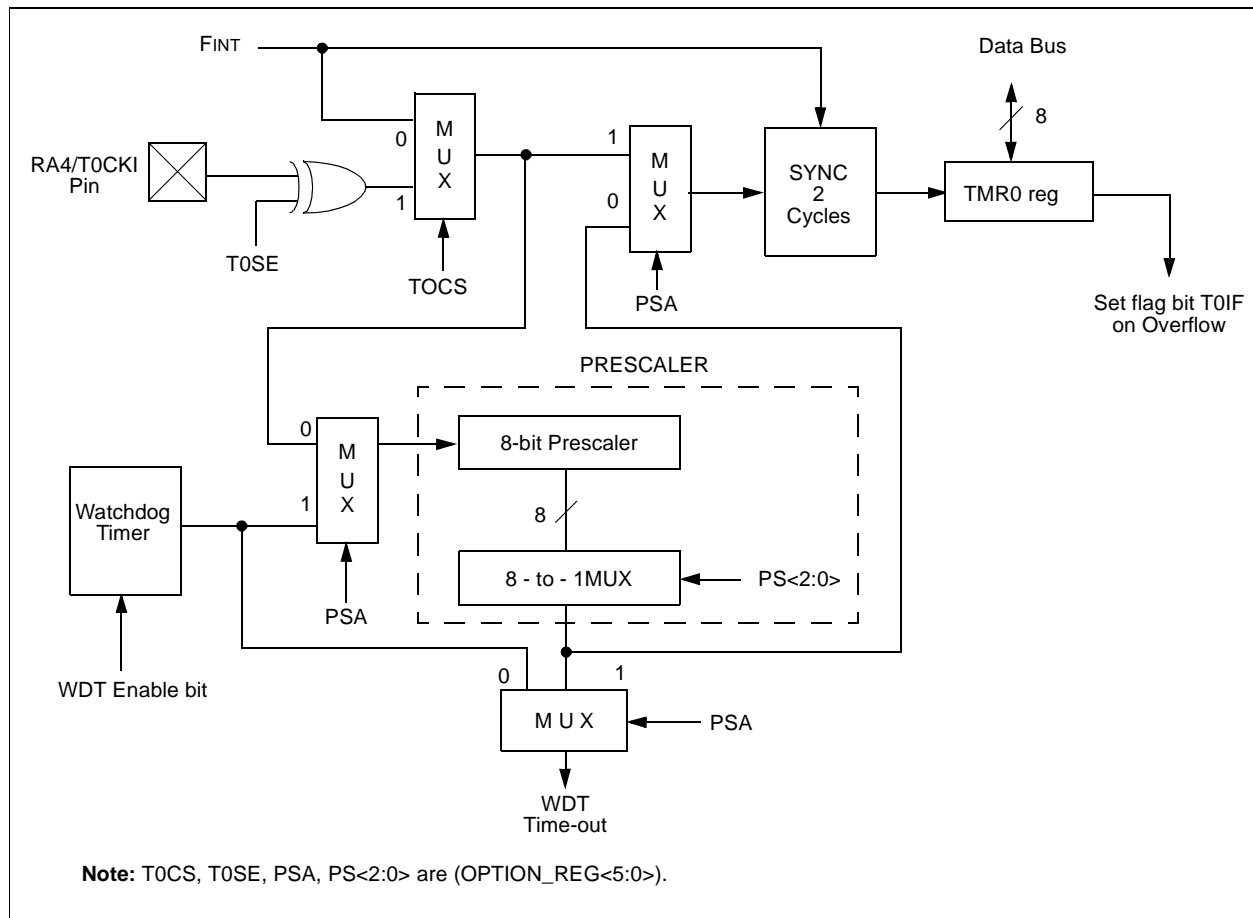 FINT
Data Bus
8
0
M
U
X
1
RA4/T0CKI
Pin
T0SE
TOCS
1
M
U
X
0
PSA
SYNC
2
Cycles
TMR0 reg
Set flag bit T0IF
on Overflow
PRESCALER
0
M
U
X
1
PSA
8-bit Prescaler
8
8 - to - 1MUX
PS<2:0>
Watchdog
Timer
WDT Enable bit
0
1
M U X
PSA
WDT
Time-out
Note: T0CS, T0SE, PSA, PS<2:0> are (OPTION_REG<5:0>).